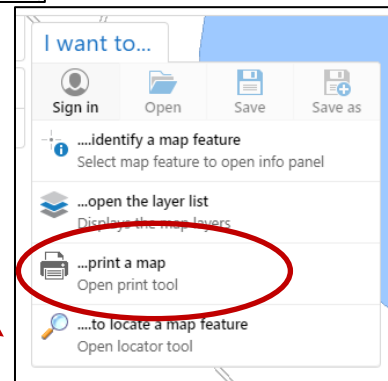 I want to...
Sign in Open Save Save as
....identify a map feature
Select map feature to open info panel
...open the layer list
Displays the map layers
...print a map
Open print tool
....to locate a map feature
Open locator tool